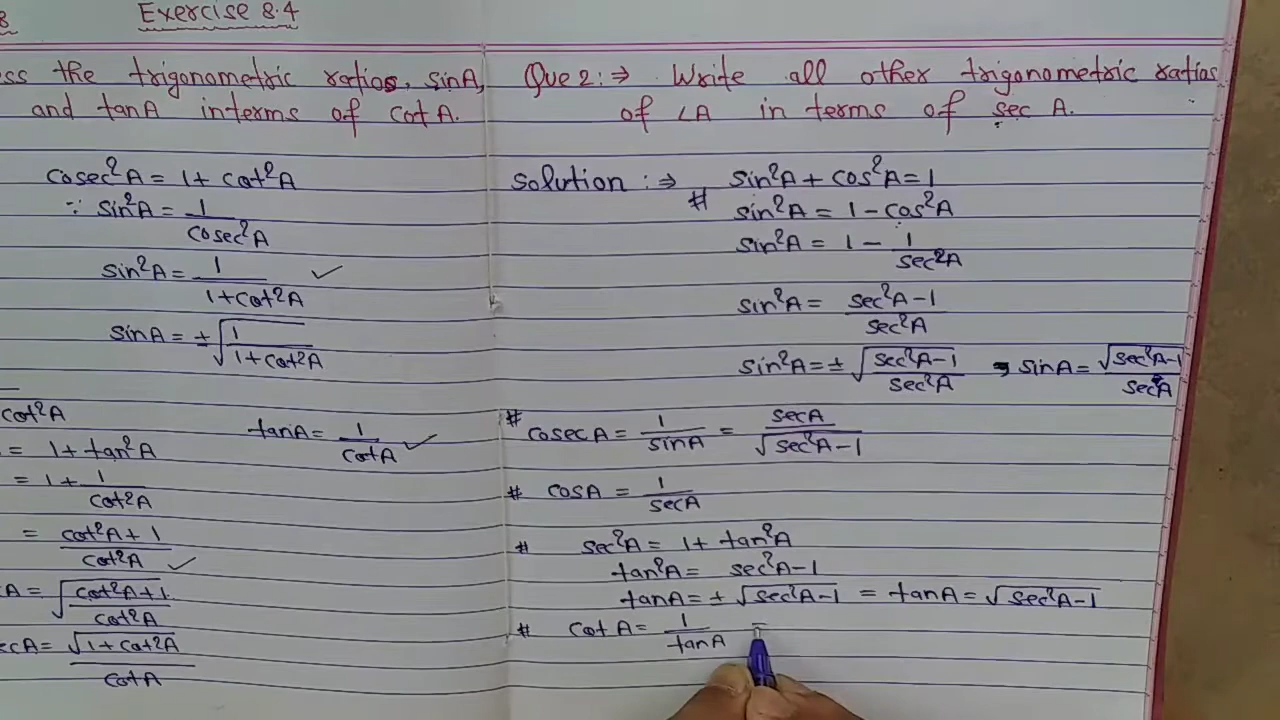 8 Exercise 8.4
ss the trigonometric ratios, sinA,
and tanA interms of cot A.
cosec²A = 1 + cot²A
∵ sin²A = 1/cosec²A
sin²A = 1/(1+cot²A) ✓
sinA = ±√(1/(1+cot²A))
cot²A
= 1 + tan²A
tanA = 1/cotA ✓
= 1 + 1/cot²A
= (cot²A + 1)/cot²A ✓
A = √((cot²A+1)/cot²A)
ecA = √(1+cot²A)/cotA
Que 2:⇒ Write all other trigonometric ratios
of ∠A in terms of sec A.
Solution :⇒ sin²A + cos²A = 1
# sin²A = 1 - cos²A
sin²A = 1 - 1/sec²A
sin²A = (sec²A - 1)/sec²A
sin²A = ±√((sec²A-1)/sec²A) , sinA = √(sec²A-1)/secA
# cosecA = 1/sinA = secA/√(sec²A-1)
# cosA = 1/secA
# sec²A = 1 + tan²A
tan²A = sec²A - 1
tanA = ±√(sec²A-1) = tanA = √(sec²A-1)
# cot A = 1/tanA =